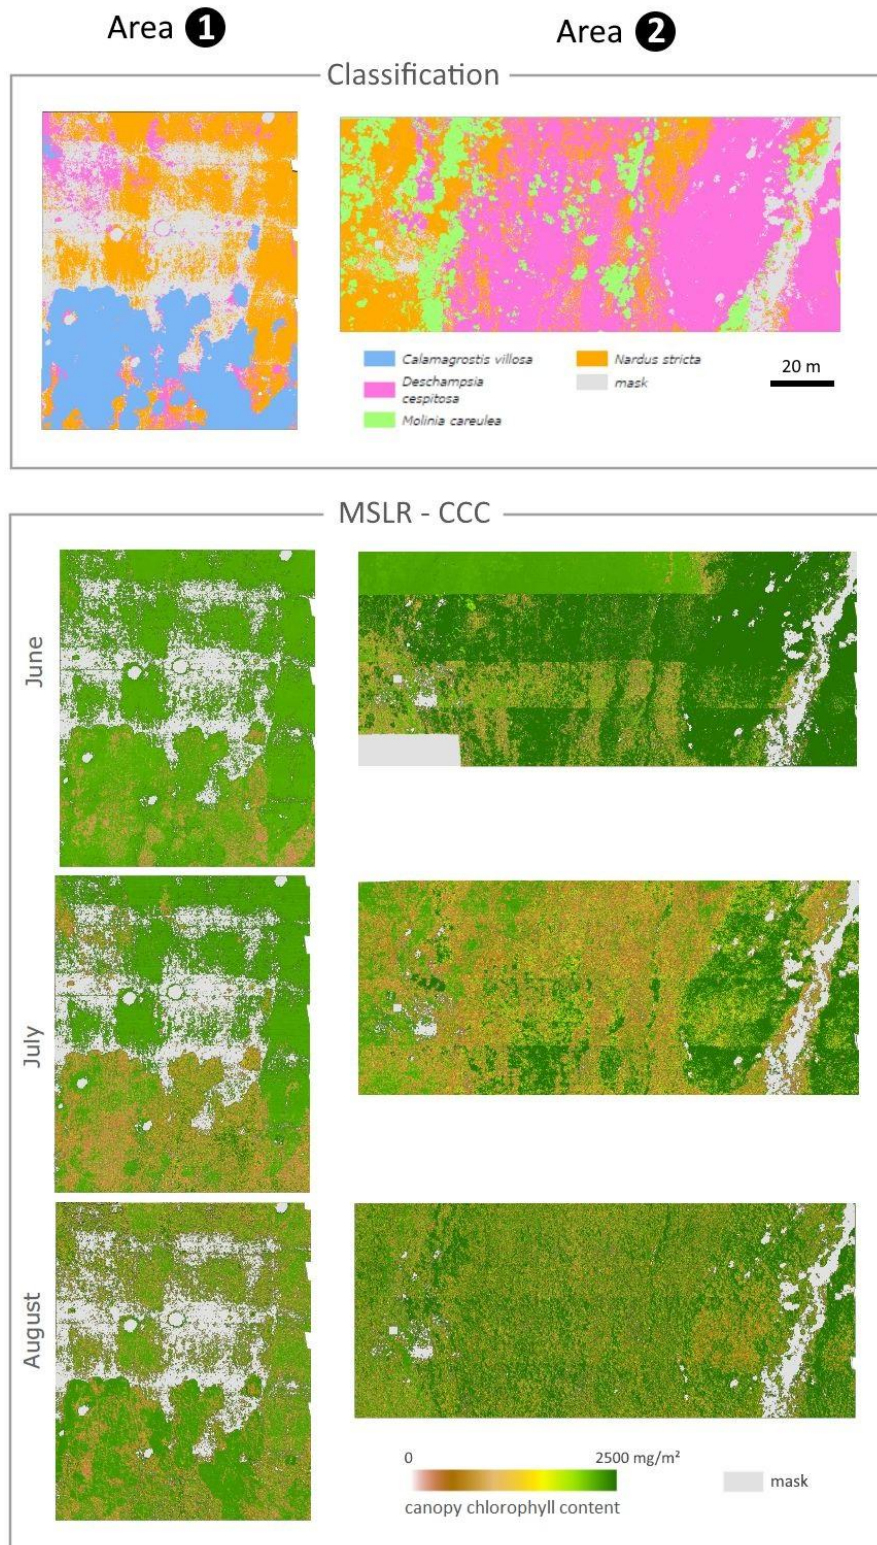 Area 1 Area 2
Classification
Calamagrostis villosa Nardus stricta 20 m
Deschampsia mask
cespitosa
Molinia careulea
MSLR - CCC
June
July
August
0 2500 mg/m²
mask
canopy chlorophyll content